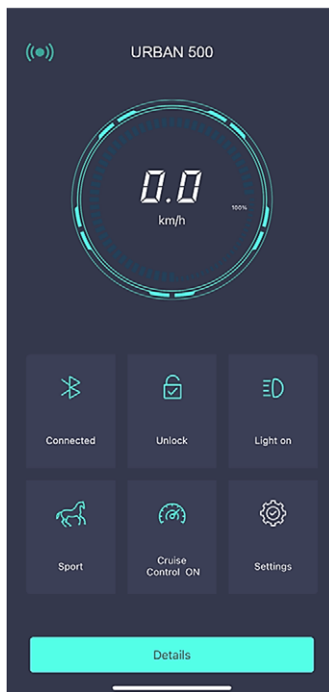 URBAN 500
0.0
km/h
100%
Connected
Unlock
Light on
Sport
Cruise
Control ON
Settings
Details